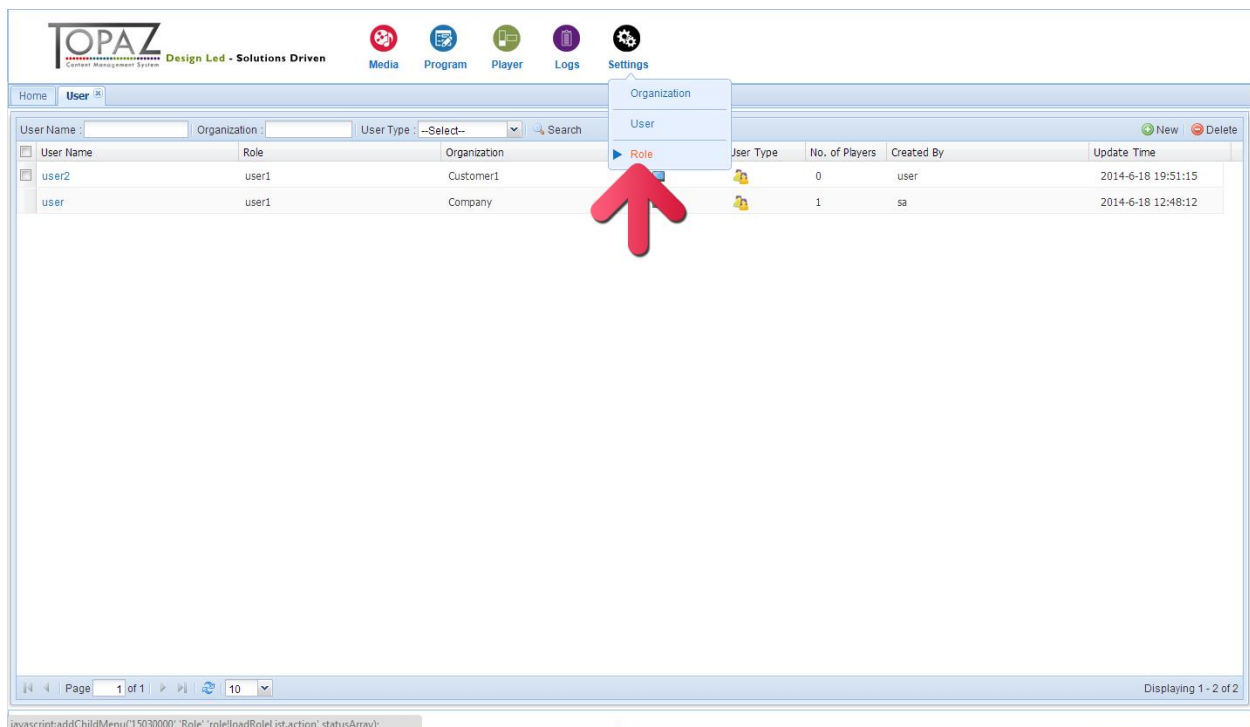 TOPAZ
Content Management System
Design Led - Solutions Driven
Media Program Player Logs Settings
Home User
Organization
User
Role
User Name : Organization : User Type : --Select-- Search New Delete
User Name Role Organization User Type No. of Players Created By Update Time
user2 user1 Customer1 0 user 2014-6-18 19:51:15
user user1 Company 1 sa 2014-6-18 12:48:12
Page 1 of 1 10 Displaying 1 - 2 of 2
javascript:addChildMenu('15030000','Role','role!loadRoleList.action',statusArray);